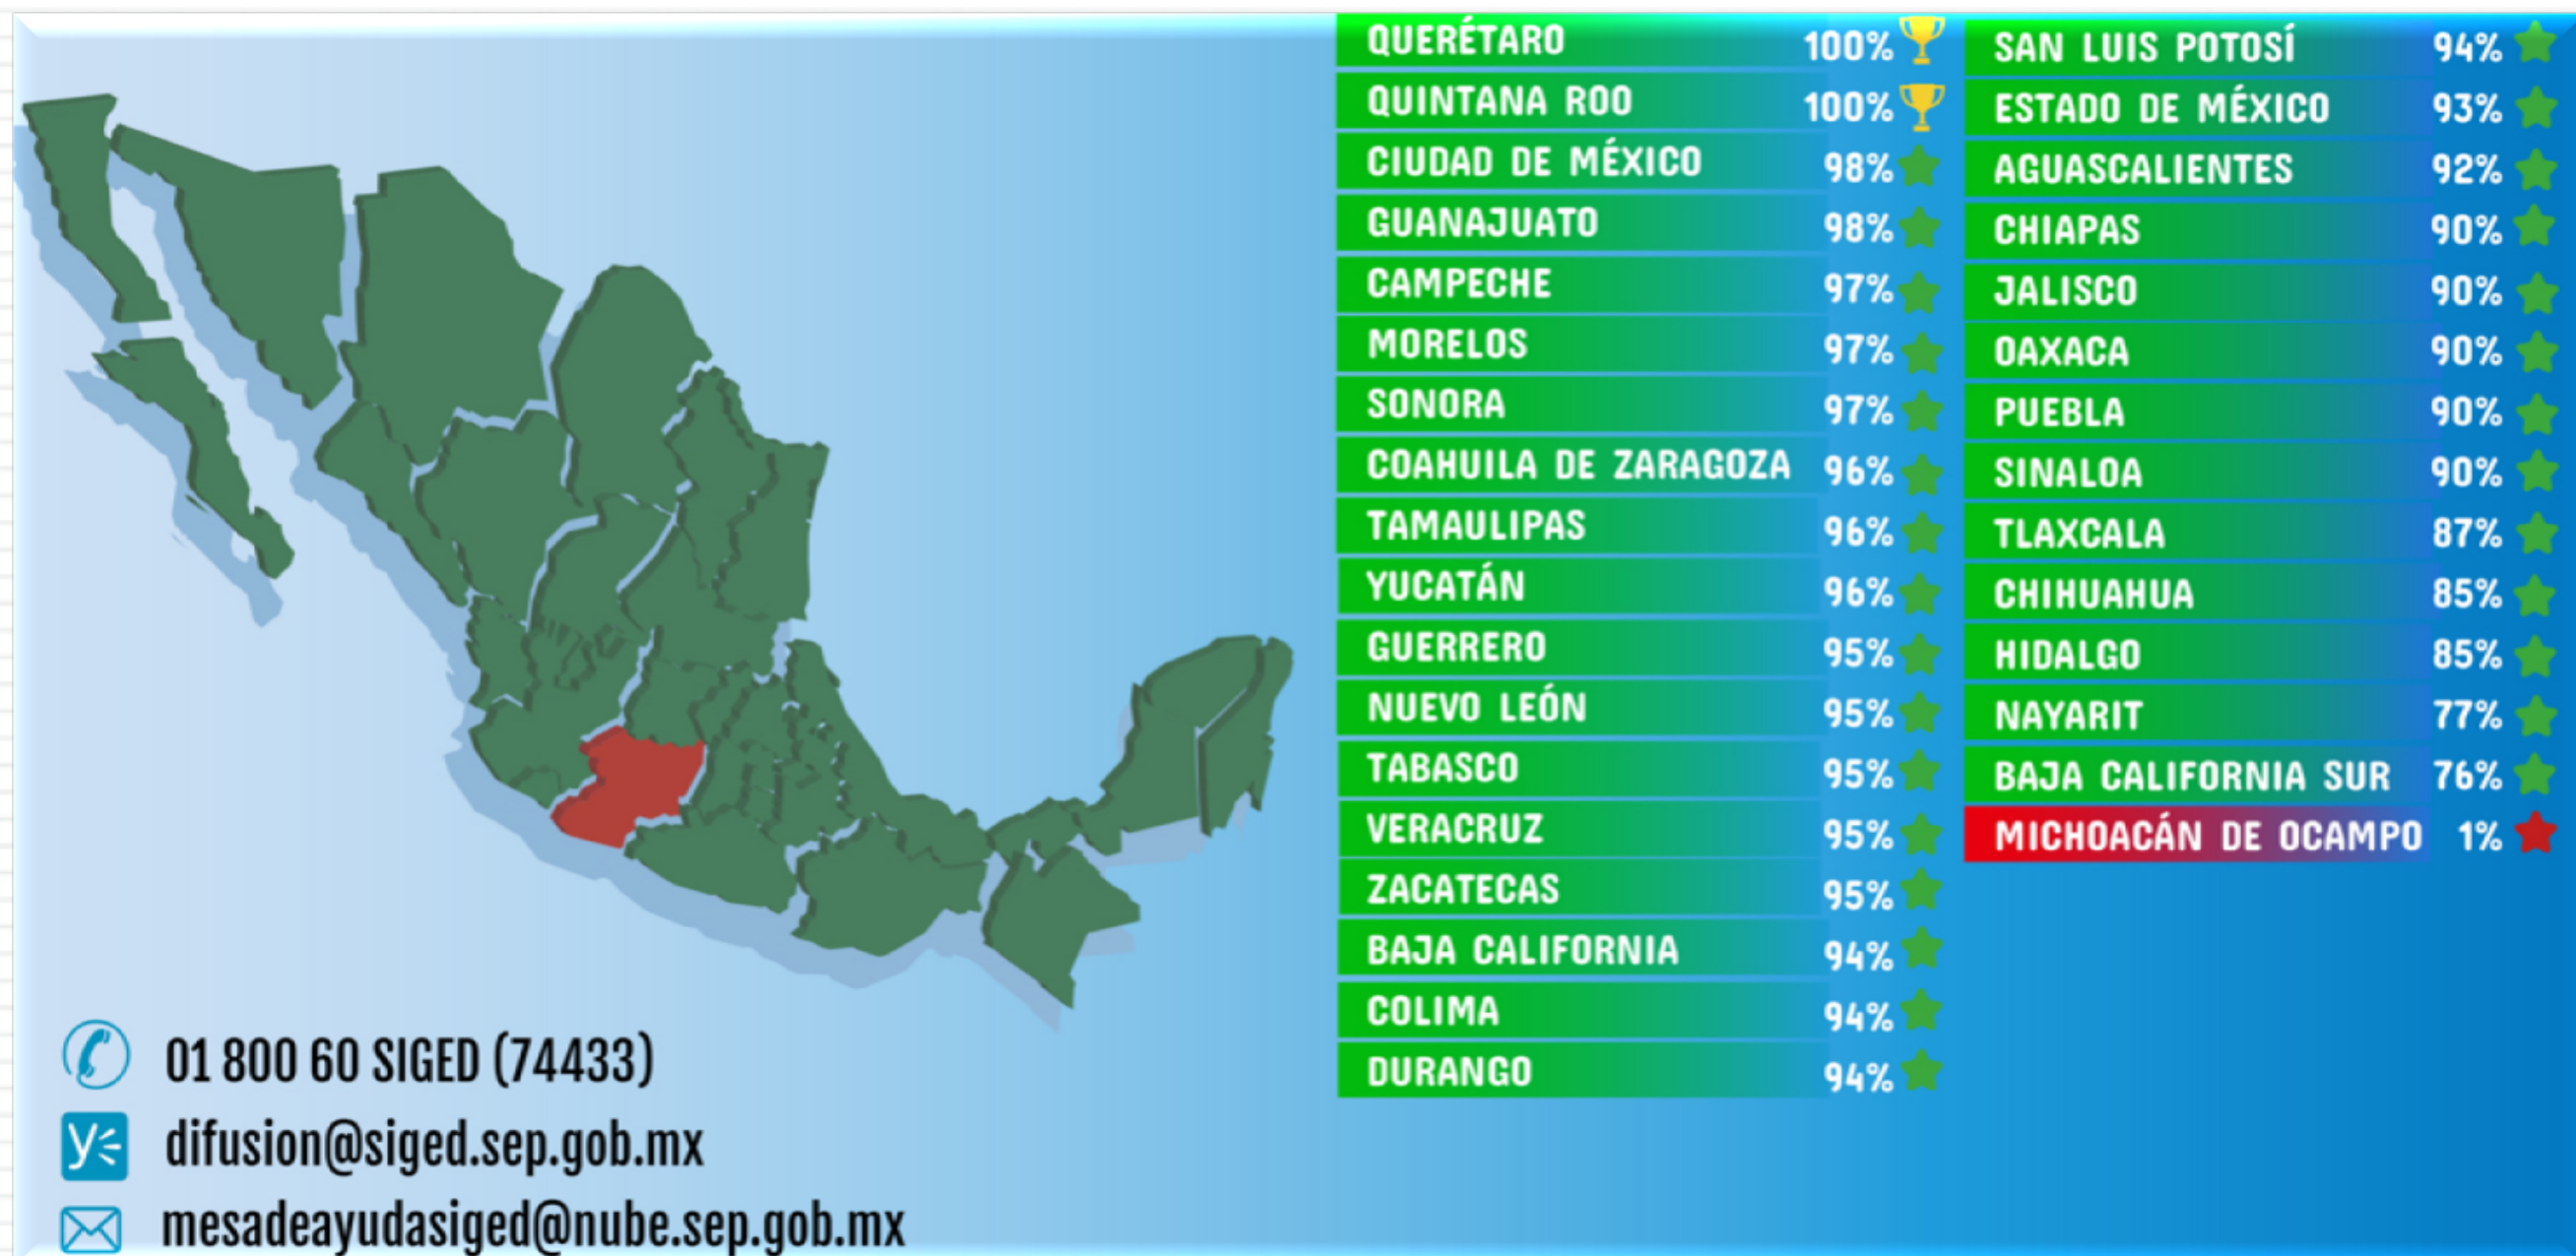 QUERÉTARO 100%
QUINTANA ROO 100%
CIUDAD DE MÉXICO 98%
GUANAJUATO 98%
CAMPECHE 97%
MORELOS 97%
SONORA 97%
COAHUILA DE ZARAGOZA 96%
TAMAULIPAS 96%
YUCATÁN 96%
GUERRERO 95%
NUEVO LEÓN 95%
TABASCO 95%
VERACRUZ 95%
ZACATECAS 95%
BAJA CALIFORNIA 94%
COLIMA 94%
DURANGO 94%
SAN LUIS POTOSÍ 94%
ESTADO DE MÉXICO 93%
AGUASCALIENTES 92%
CHIAPAS 90%
JALISCO 90%
OAXACA 90%
PUEBLA 90%
SINALOA 90%
TLAXCALA 87%
CHIHUAHUA 85%
HIDALGO 85%
NAYARIT 77%
BAJA CALIFORNIA SUR 76%
MICHOACÁN DE OCAMPO 1%
01 800 60 SIGED (74433)
difusion@siged.sep.gob.mx
mesadeayudasiged@nube.sep.gob.mx